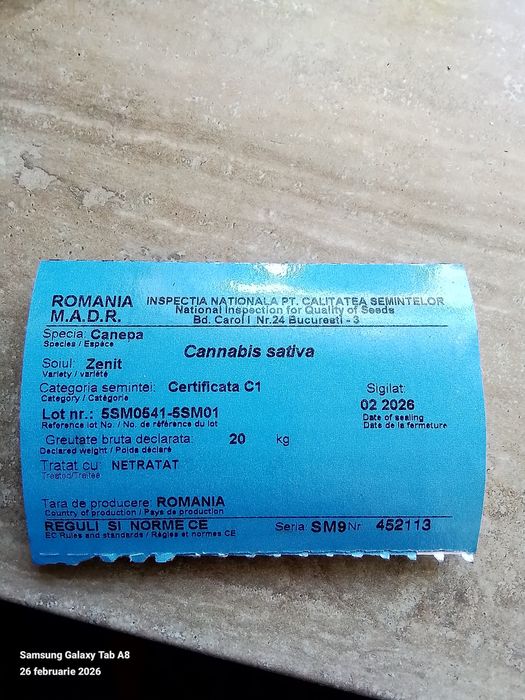 ROMANIA
M.A.D.R.
INSPECTIA NATIONALA PT. CALITATEA SEMINTELOR
National Inspection for Quality of Seeds
Bd. Carol I Nr.24 Bucuresti - 3
Specia: Canepa
Species / Espèce
Cannabis sativa
Soiul: Zenit
Variety / variété
Categoria semintei: Certificata C1
Category / Catégorie
Sigilat:
02 2026
Date of sealing
Date de la fermeture
Lot nr.: 5SM0541-5SM01
Reference lot No. / No. de référence du lot
Greutate bruta declarata: 20 kg
Declared weight / Poids déclaré
Tratat cu: NETRATAT
Treated/Traitée
Tara de producere: ROMANIA
Country of production / Pays de production
REGULI SI NORME CE
EC Rules and standards / Règles et normes CE
Seria: SM9 Nr. 452113
Samsung Galaxy Tab A8
26 februarie 2026